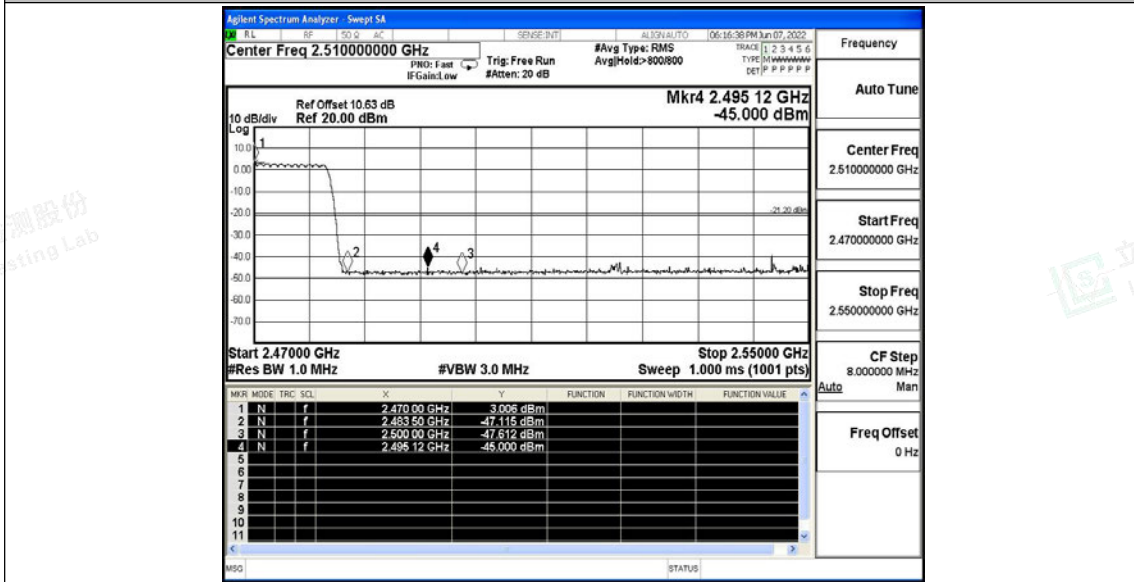 Agilent Spectrum Analyzer - Swept SA
RL RF 50 Ω AC SENSE:INT ALIGN AUTO 06:16:38 PM Jun 07, 2022
Center Freq 2.510000000 GHz
PNO: Fast
IFGain:Low
Trig: Free Run
#Atten: 20 dB
#Avg Type: RMS
Avg|Hold:>800/800
TRACE 1 2 3 4 5 6
TYPE M WWWWW
DET P P P P P P
Mkr4 2.495 12 GHz
-45.000 dBm
Ref Offset 10.63 dB
10 dB/div Ref 20.00 dBm
Log
10.0
0.00
-10.0
-20.0
-30.0
-40.0
-50.0
-60.0
-70.0
1
2
4
3
-21.20 dBm
Start 2.47000 GHz Stop 2.55000 GHz
#Res BW 1.0 MHz #VBW 3.0 MHz Sweep 1.000 ms (1001 pts)
MKR MODE TRC SCL X Y FUNCTION FUNCTION WIDTH FUNCTION VALUE
1 N f 2.470 00 GHz 3.006 dBm
2 N f 2.483 50 GHz -47.115 dBm
3 N f 2.500 00 GHz -47.612 dBm
4 N f 2.495 12 GHz -45.000 dBm
5
6
7
8
9
10
11
MSG STATUS
Frequency
Auto Tune
Center Freq
2.510000000 GHz
Start Freq
2.470000000 GHz
Stop Freq
2.550000000 GHz
CF Step
8.000000 MHz
Auto Man
Freq Offset
0 Hz
测股份
sting Lab
立